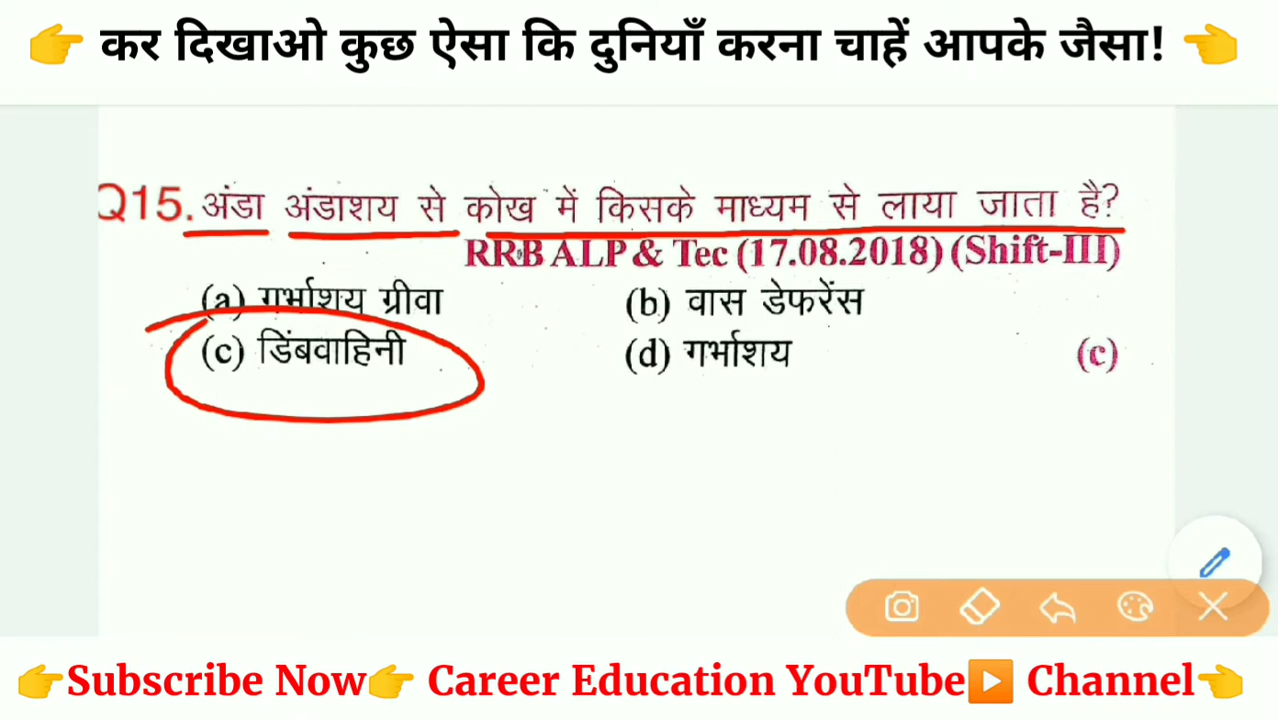 👉 कर दिखाओ कुछ ऐसा कि दुनियाँ करना चाहें आपके जैसा! 👈
Q15. अंडा अंडाशय से कोख में किसके माध्यम से लाया जाता है?
RRB ALP & Tec (17.08.2018) (Shift-III)
(a) गर्भाशय ग्रीवा (b) वास डेफरेंस
(c) डिंबवाहिनी (d) गर्भाशय (c)
👉Subscribe Now👉 Career Education YouTube▶️ Channel👈